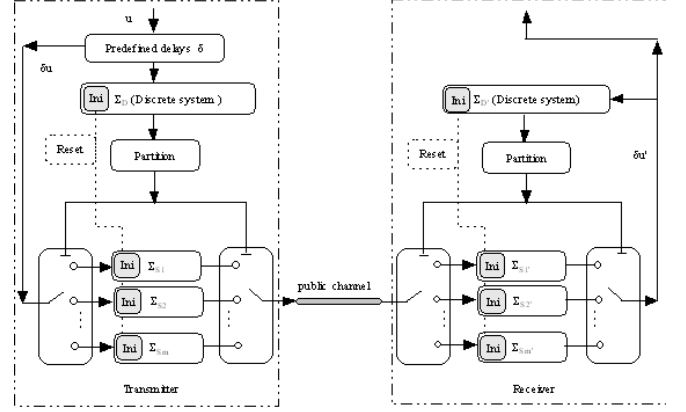 u
Predefined delays δ
δu
Ini Σ_D (Discrete system)
Reset
Partition
Ini Σ_S1
Ini Σ_S2
Ini Σ_Sm
Transmitter
public channel
Ini Σ_D' (Discrete system)
Reset
Partition
δu'
Ini Σ_S1'
Ini Σ_S2'
Ini Σ_Sm'
Receiver